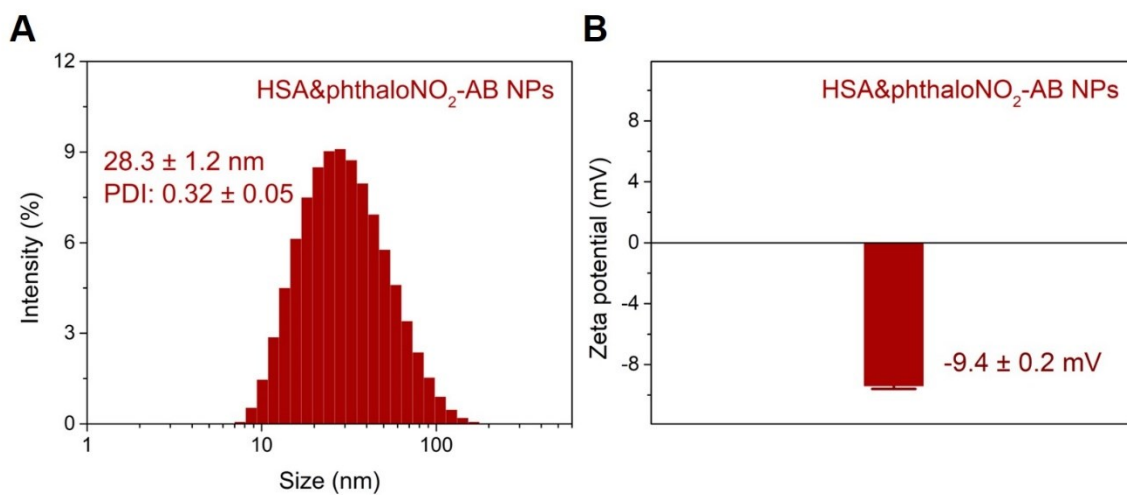 A
12
9
6
3
0
Intensity (%)
HSA&phthaloNO₂-AB NPs
28.3 ± 1.2 nm
PDI: 0.32 ± 0.05
1
10
100
Size (nm)
B
8
4
0
-4
-8
Zeta potential (mV)
HSA&phthaloNO₂-AB NPs
-9.4 ± 0.2 mV